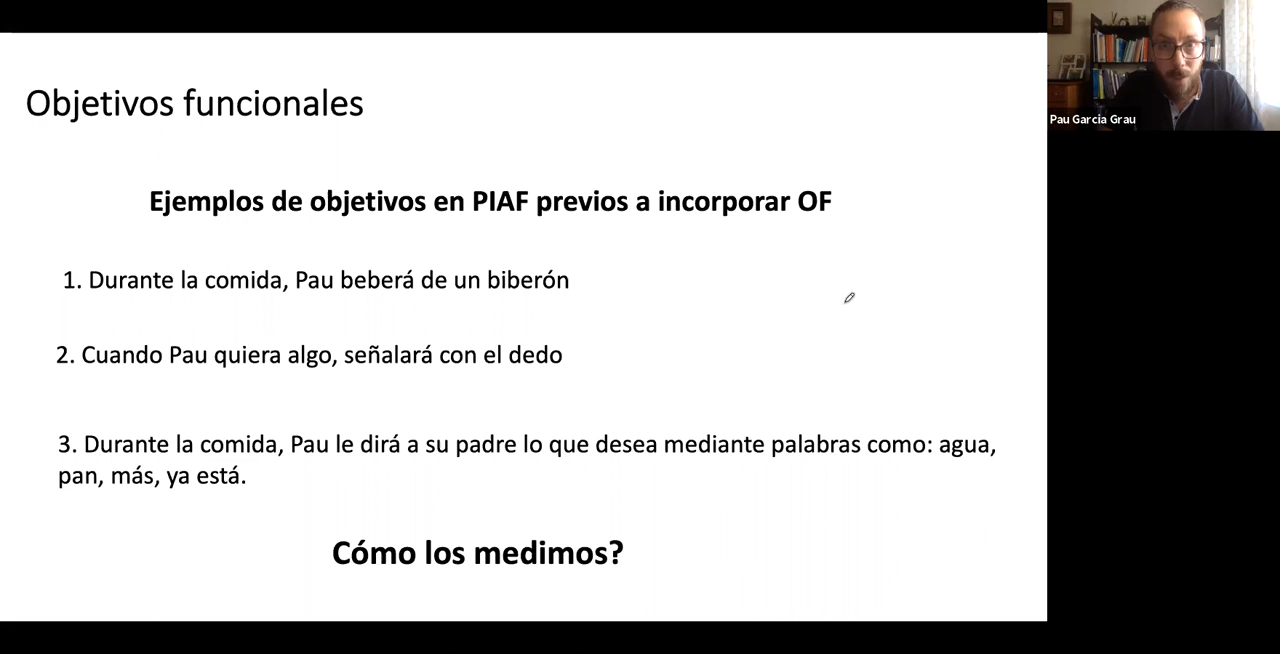 Objetivos funcionales
Pau García Grau
Ejemplos de objetivos en PIAF previos a incorporar OF
1. Durante la comida, Pau beberá de un biberón
2. Cuando Pau quiera algo, señalará con el dedo
3. Durante la comida, Pau le dirá a su padre lo que desea mediante palabras como: agua,
pan, más, ya está.
Cómo los medimos?